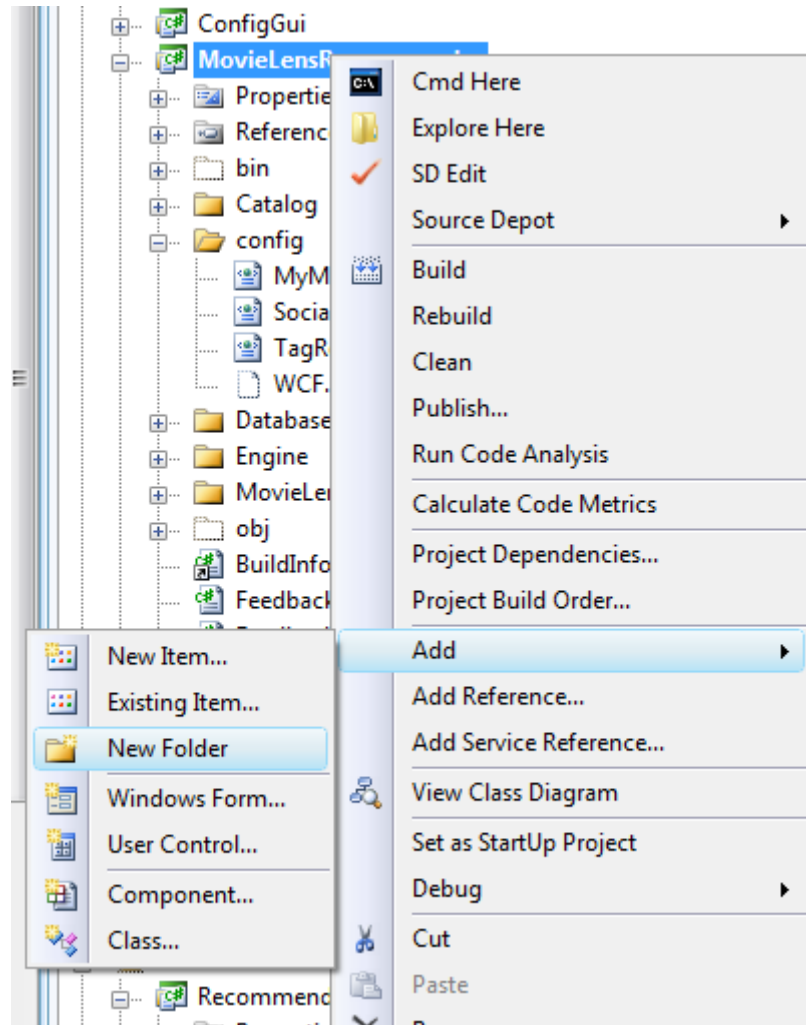 ConfigGui
MovieLensR
Propertie
Referenc
bin
Catalog
config
MyM
Socia
TagR
WCF.
Database
Engine
MovieLe
obj
BuildInfo
Feedback
C:\
Cmd Here
Explore Here
SD Edit
Source Depot
Build
Rebuild
Clean
Publish...
Run Code Analysis
Calculate Code Metrics
Project Dependencies...
Project Build Order...
Add
Add Reference...
Add Service Reference...
View Class Diagram
Set as StartUp Project
Debug
Cut
Paste
New Item...
Existing Item...
New Folder
Windows Form...
User Control...
Component...
Class...
Recommend